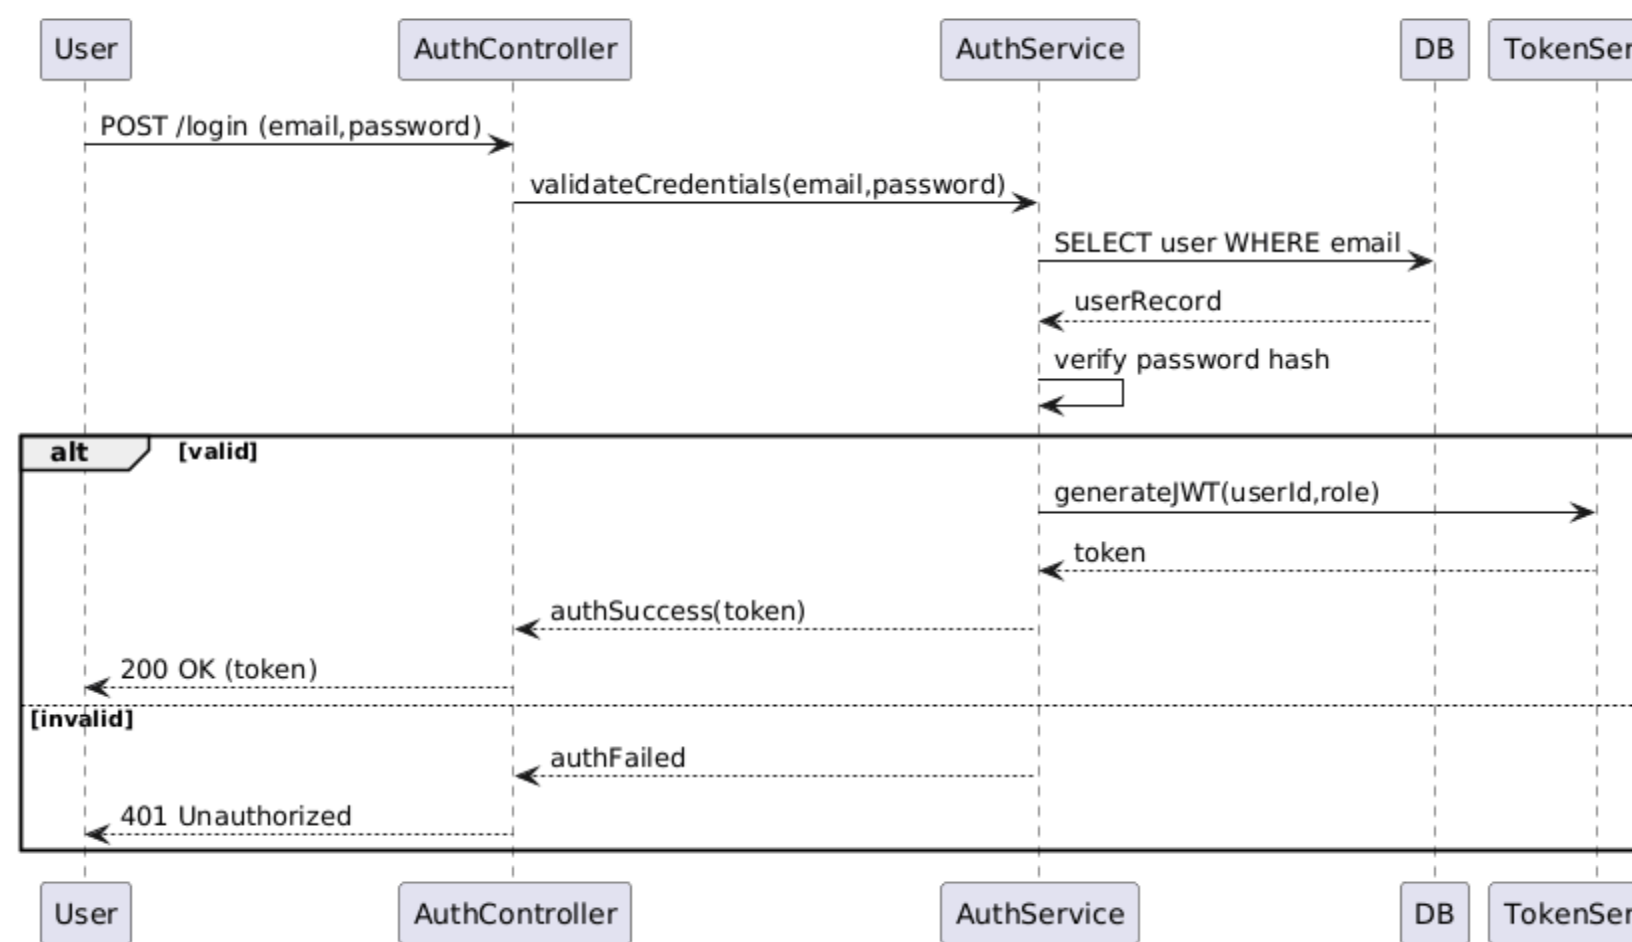 User AuthController AuthService DB TokenSer
POST /login (email,password)
validateCredentials(email,password)
SELECT user WHERE email
userRecord
verify password hash
alt [valid]
generateJWT(userId,role)
token
authSuccess(token)
200 OK (token)
[invalid]
authFailed
401 Unauthorized
User AuthController AuthService DB TokenSer